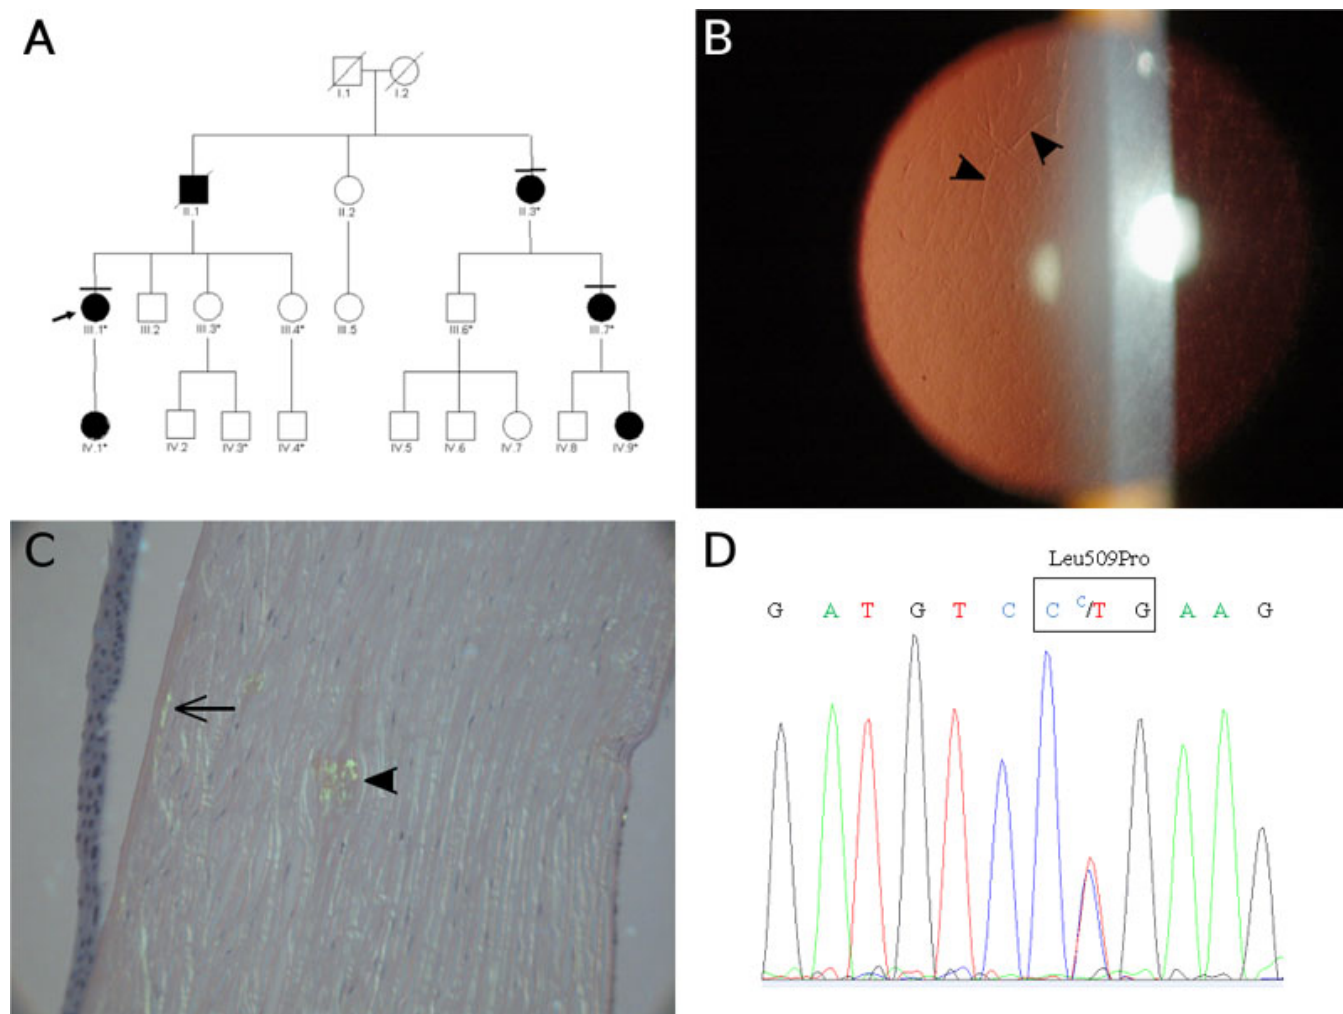 A
I.1 I.2
II.1 II.2 II.3*
III.1* III.2 III.3* III.4* III.5 III.6* III.7*
IV.1* IV.2 IV.3* IV.4* IV.5 IV.6 IV.7 IV.8 IV.9*
B
C
D
Leu509Pro
G A T G T C C C/T G A A G